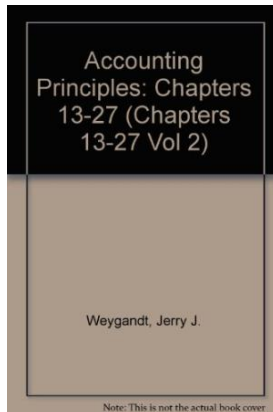 Accounting
Principles: Chapters
13-27 (Chapters
13-27 Vol 2)
Weygandt, Jerry J.
Note: This is not the actual book cover